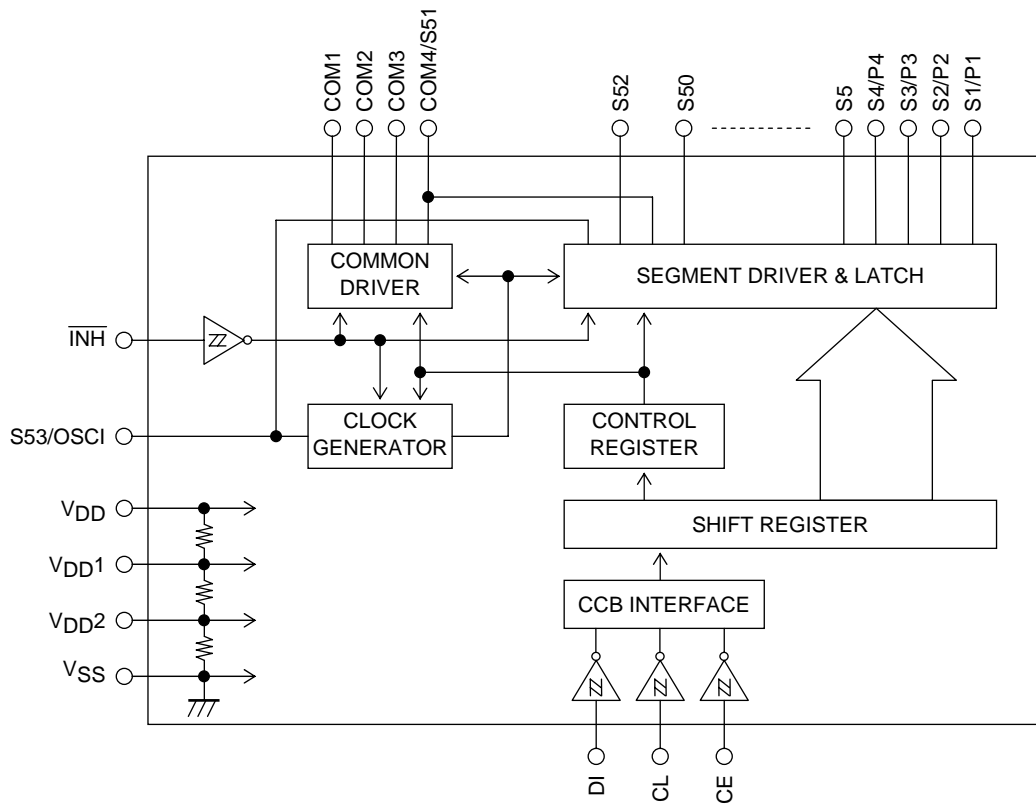 COM1
COM2
COM3
COM4/S51
S52
S50
S5
S4/P4
S3/P3
S2/P2
S1/P1
COMMON
DRIVER
SEGMENT DRIVER & LATCH
INH
S53/OSCI
CLOCK
GENERATOR
CONTROL
REGISTER
VDD
SHIFT REGISTER
VDD1
CCB INTERFACE
VDD2
VSS
DI
CL
CE